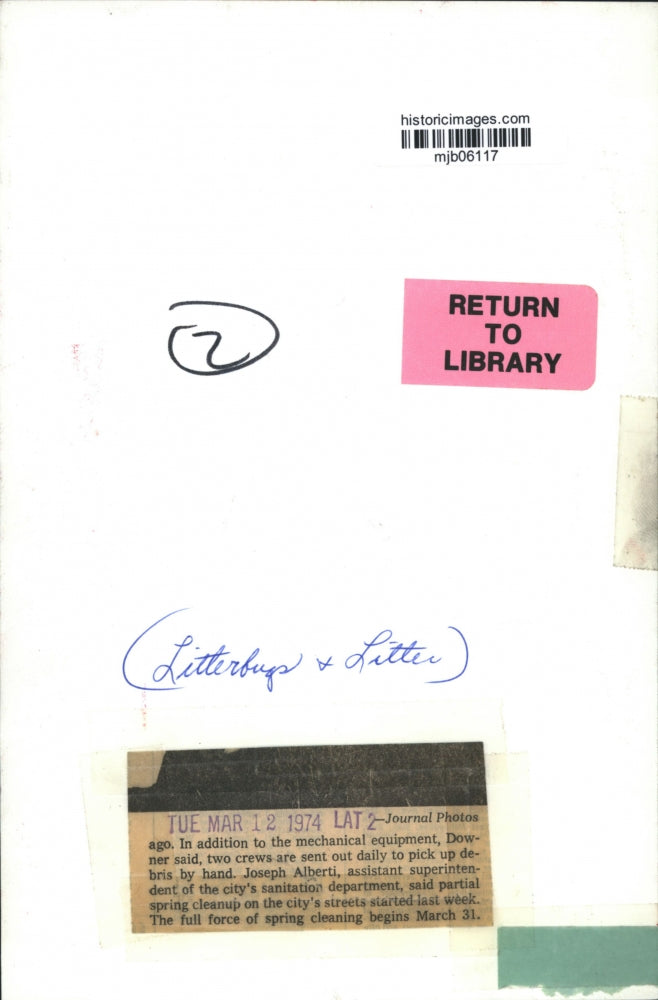 historicimages.com
mjb06117
2
RETURN
TO
LIBRARY
(Litterbugs + Litter)
TUE MAR 12 1974 LAT 2
—Journal Photos
ago. In addition to the mechanical equipment, Dow-
ner said, two crews are sent out daily to pick up de-
bris by hand. Joseph Alberti, assistant superinten-
dent of the city's sanitation department, said partial
spring cleanup on the city's streets started last week.
The full force of spring cleaning begins March 31.